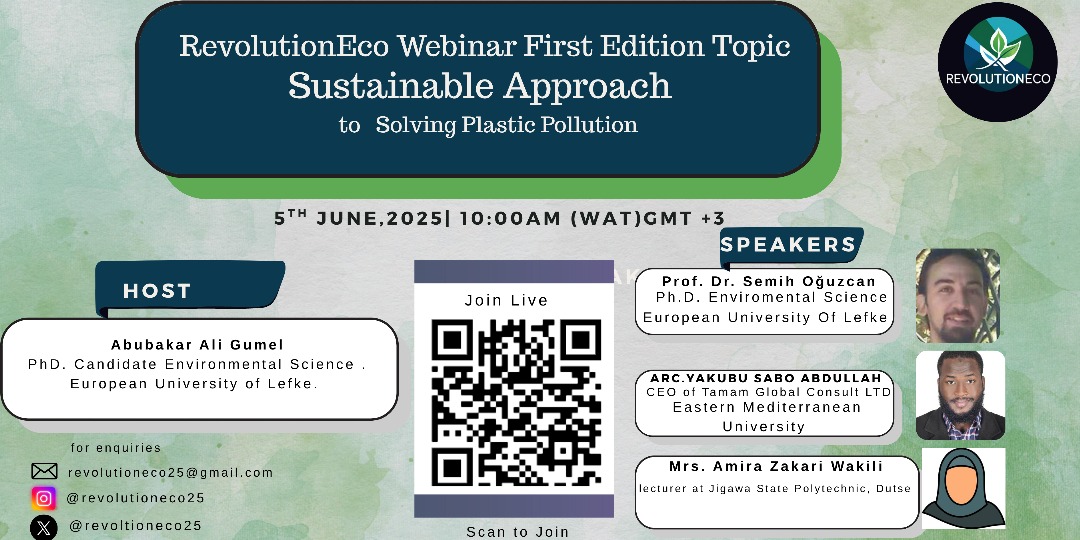 RevolutionEco Webinar First Edition Topic
Sustainable Approach
to Solving Plastic Pollution
REVOLUTIONECO
5TH JUNE,2025| 10:00AM (WAT)GMT +3
HOST
Abubakar Ali Gumel
PhD. Candidate Environmental Science .
European University of Lefke.
for enquiries
revolutioneco25@gmail.com
@revolutioneco25
@revoltioneco25
Join Live
Scan to Join
SPEAKERS
Prof. Dr. Semih Oğuzcan
Ph.D. Enviromental Science
European University Of Lefke
ARC.YAKUBU SABO ABDULLAH
CEO of Tamam Global Consult LTD
Eastern Mediterranean
University
Mrs. Amira Zakari Wakili
lecturer at Jigawa State Polytechnic, Dutse